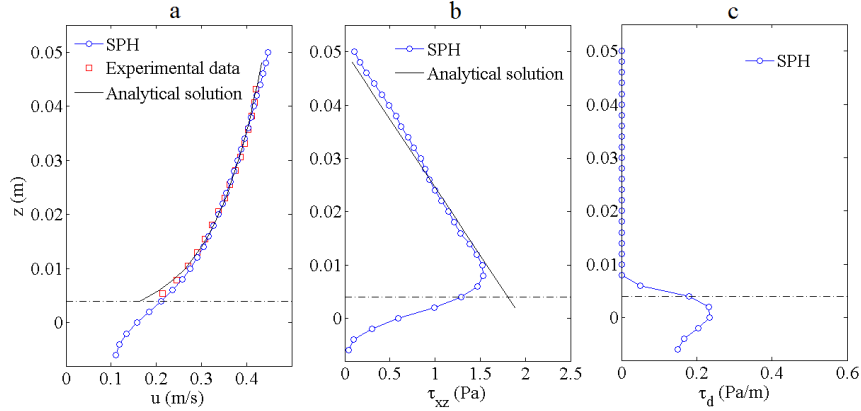 a
b
c
0.05
0.04
0.03
0.02
0.01
0
z (m)
SPH
Experimental data
Analytical solution
0
0.1
0.2
0.3
0.4
u (m/s)
0.05
0.04
0.03
0.02
0.01
0
SPH
Analytical solution
0
0.5
1
1.5
2
2.5
τxz (Pa)
0.05
0.04
0.03
0.02
0.01
0
SPH
0
0.2
0.4
0.6
τd (Pa/m)